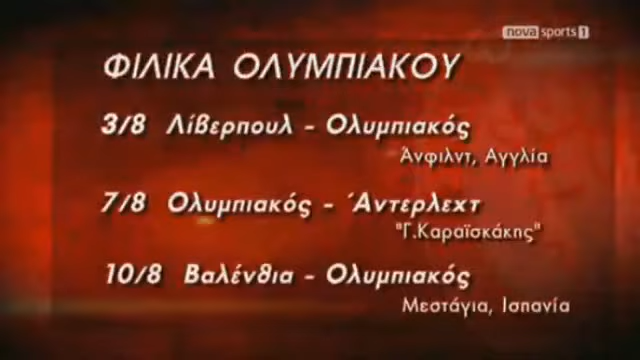 nova sports 1
ΦΙΛΙΚΑ ΟΛΥΜΠΙΑΚΟΥ
3/8 Λίβερπουλ - Ολυμπιακός
Άνφιλντ, Αγγλία
7/8 Ολυμπιακός - Άντερλεχτ
"Γ.Καραϊσκάκης"
10/8 Βαλένθια - Ολυμπιακός
Μεστάγια, Ισπανία